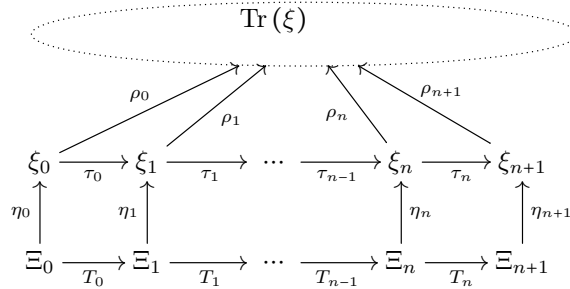 Tr (ξ)
ρ₀ ρ₁ ρₙ ρₙ₊₁
ξ₀ ξ₁ ··· ξₙ ξₙ₊₁
τ₀ τ₁ τₙ₋₁ τₙ
η₀ η₁ ηₙ ηₙ₊₁
Ξ₀ Ξ₁ ··· Ξₙ Ξₙ₊₁
T₀ T₁ Tₙ₋₁ Tₙ